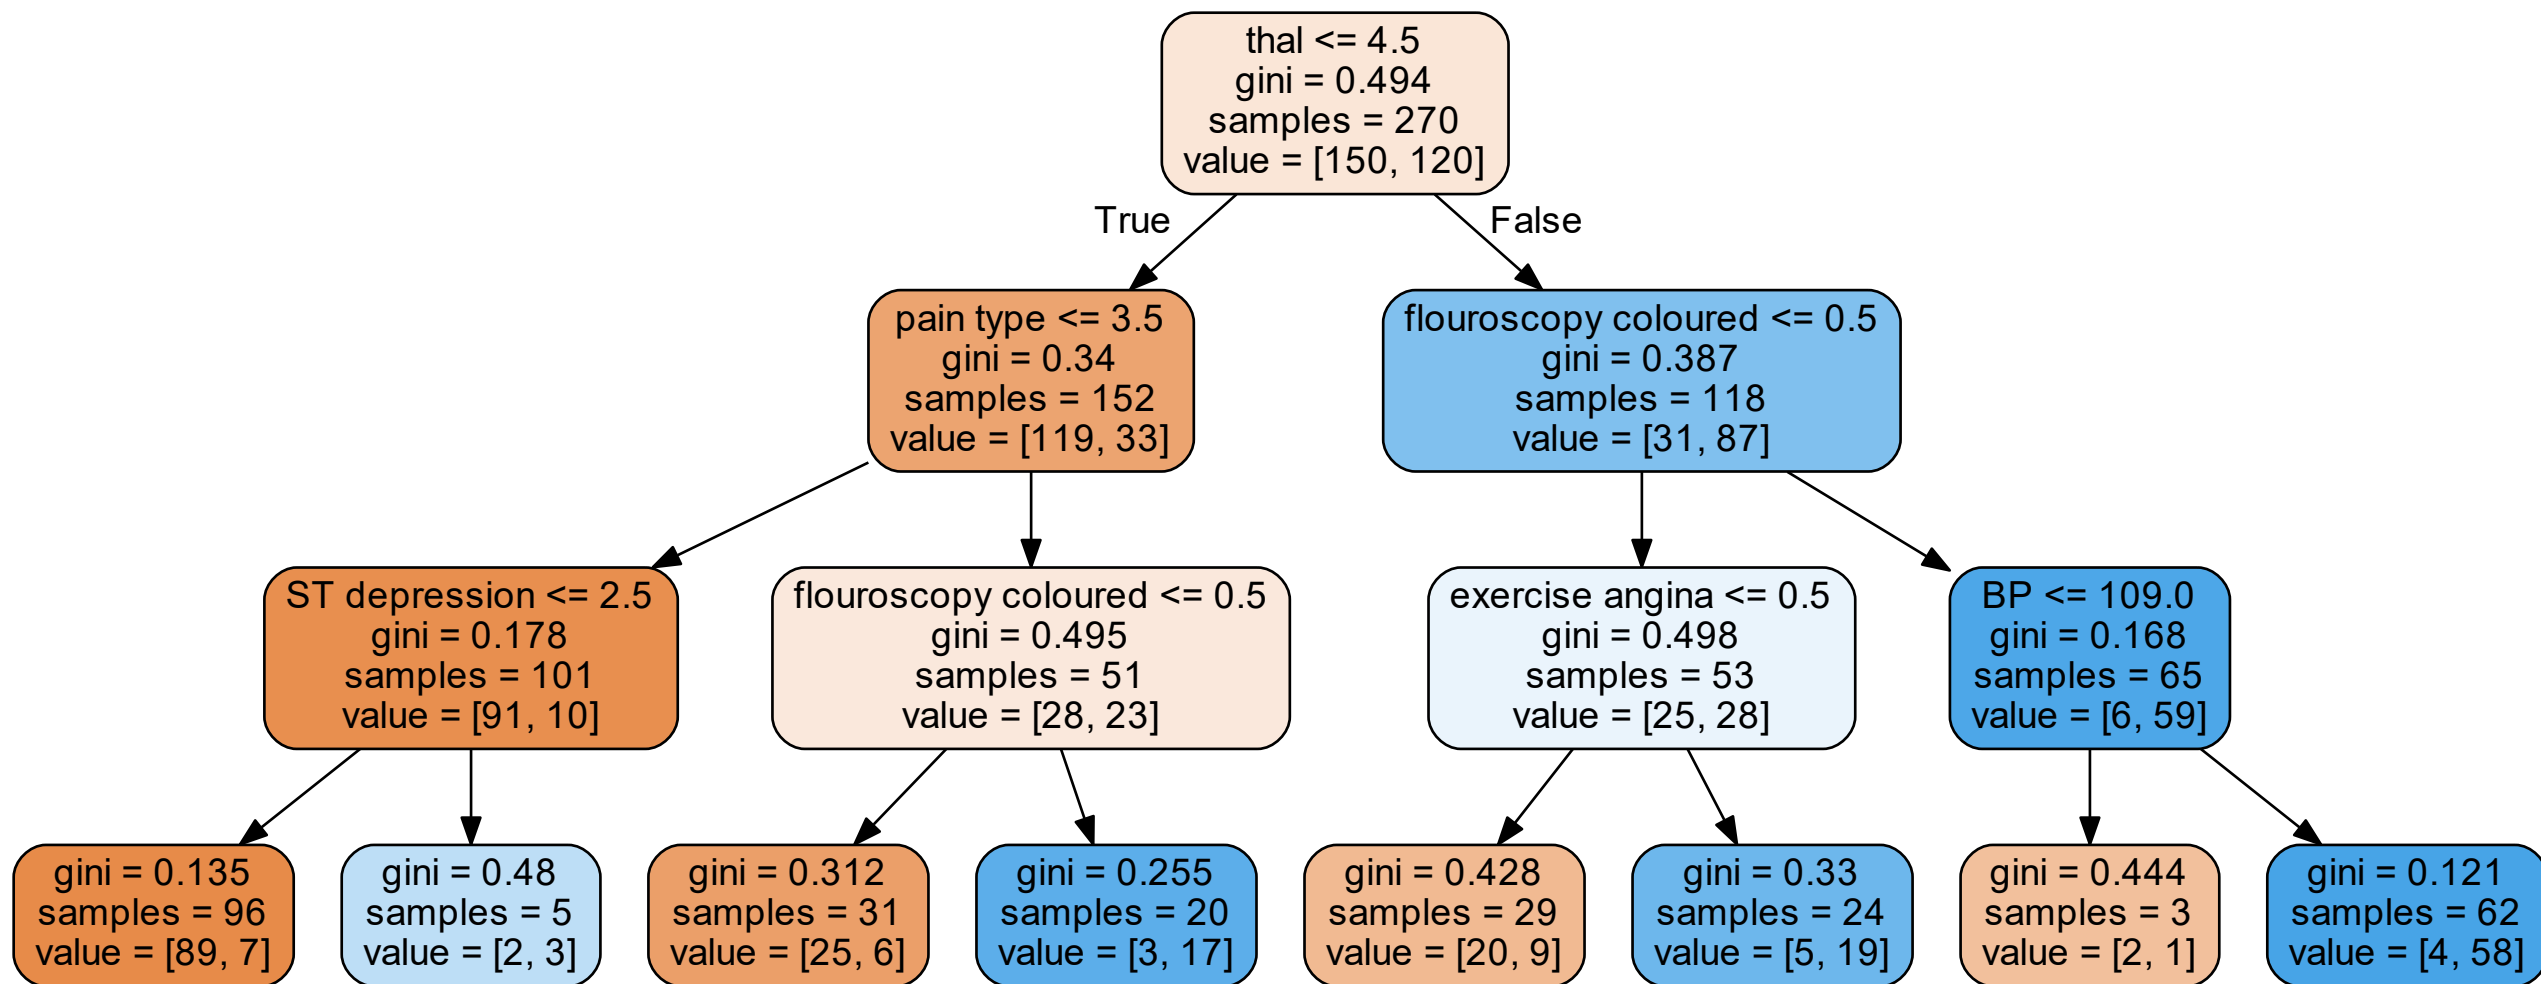 thal <= 4.5
gini = 0.494
samples = 270
value = [150, 120]
True
False
pain type <= 3.5
gini = 0.34
samples = 152
value = [119, 33]
flouroscopy coloured <= 0.5
gini = 0.387
samples = 118
value = [31, 87]
ST depression <= 2.5
gini = 0.178
samples = 101
value = [91, 10]
flouroscopy coloured <= 0.5
gini = 0.495
samples = 51
value = [28, 23]
exercise angina <= 0.5
gini = 0.498
samples = 53
value = [25, 28]
BP <= 109.0
gini = 0.168
samples = 65
value = [6, 59]
gini = 0.135
samples = 96
value = [89, 7]
gini = 0.48
samples = 5
value = [2, 3]
gini = 0.312
samples = 31
value = [25, 6]
gini = 0.255
samples = 20
value = [3, 17]
gini = 0.428
samples = 29
value = [20, 9]
gini = 0.33
samples = 24
value = [5, 19]
gini = 0.444
samples = 3
value = [2, 1]
gini = 0.121
samples = 62
value = [4, 58]